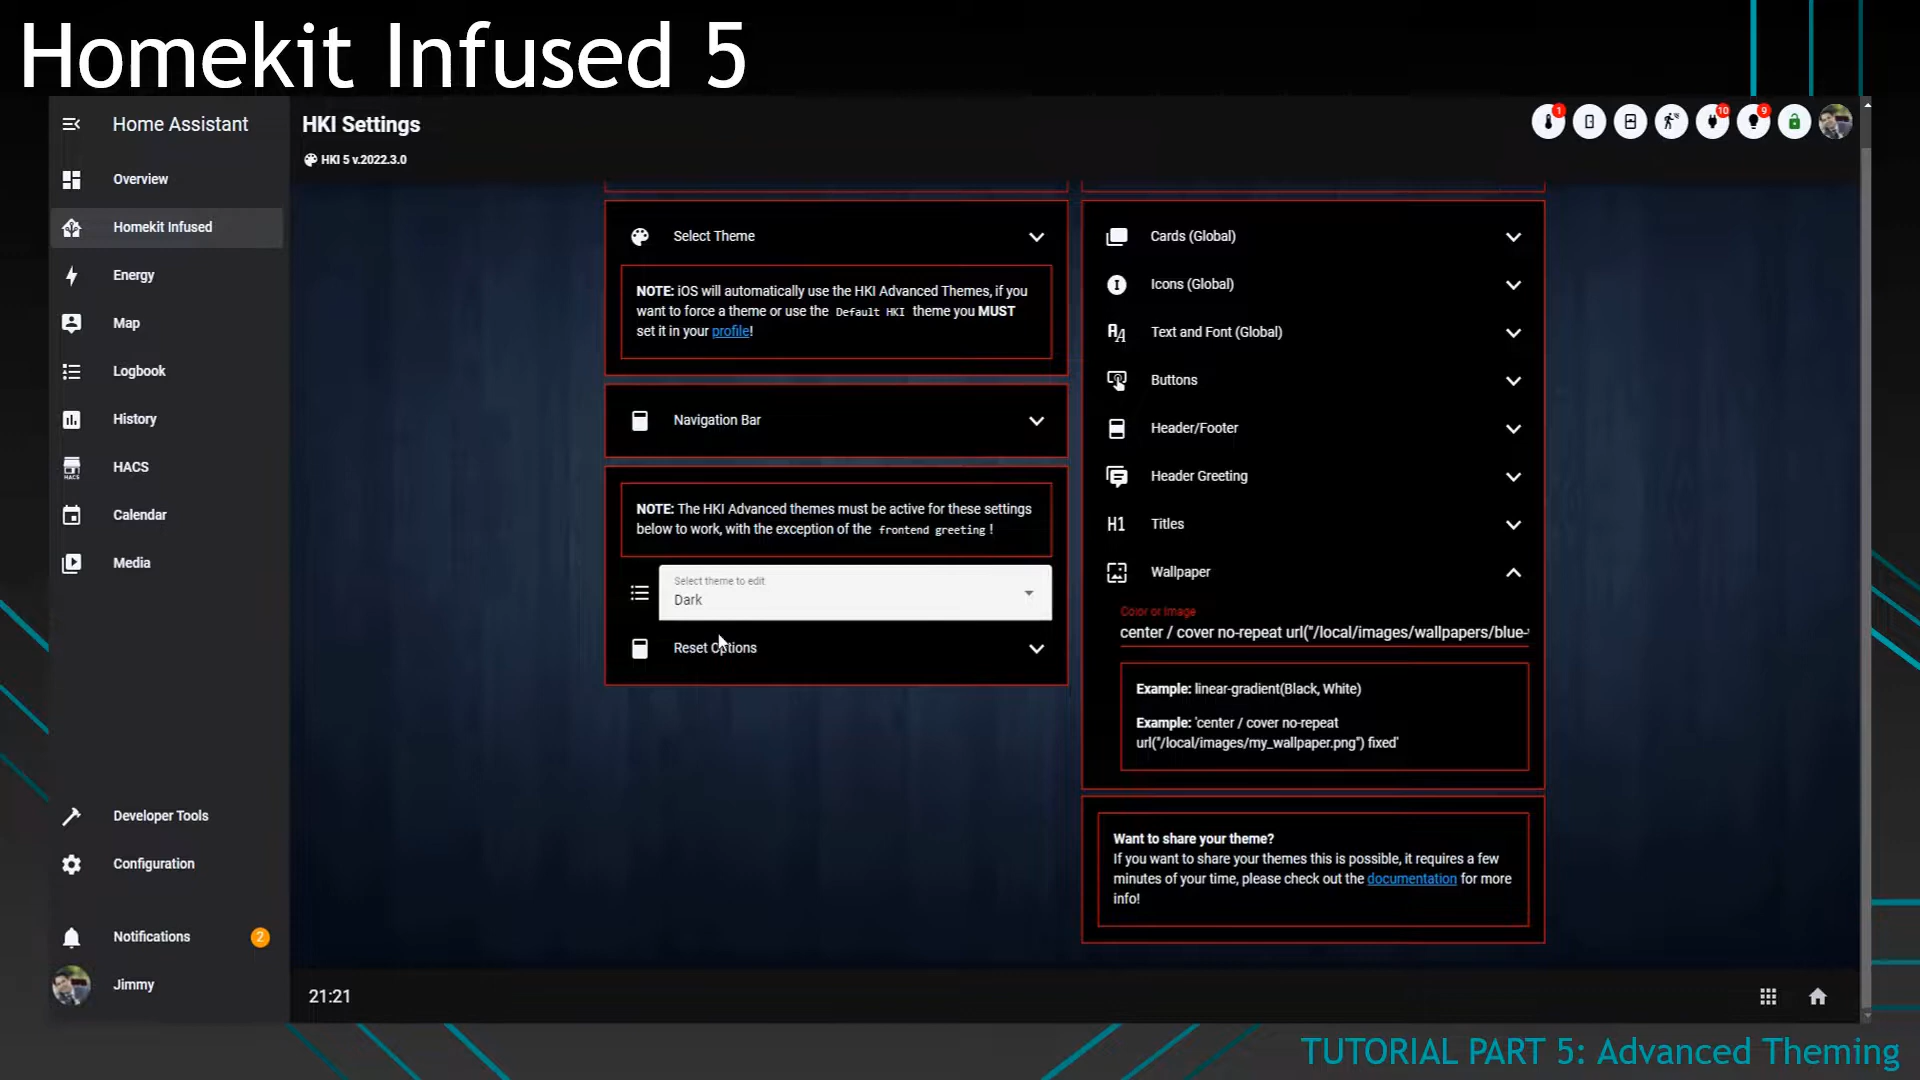 Homekit Infused 5
Home Assistant
HKI Settings
HKI 5 v.2022.3.0
1
10
9
Overview
Homekit Infused
Energy
Map
Logbook
History
HACS
HACS
Calendar
Media
Developer Tools
Configuration
Notifications
2
Jimmy
Select Theme
NOTE: iOS will automatically use the HKI Advanced Themes, if you
want to force a theme or use the Default HKI theme you MUST
set it in your profile!
Navigation Bar
NOTE: The HKI Advanced themes must be active for these settings
below to work, with the exception of the frontend greeting!
Select theme to edit
Dark
Reset Options
Cards (Global)
Icons (Global)
Text and Font (Global)
Buttons
Header/Footer
Header Greeting
H1 Titles
Wallpaper
Color or Image
center / cover no-repeat url("/local/images/wallpapers/blue-
Example: linear-gradient(Black, White)
Example: 'center / cover no-repeat
url("/local/images/my_wallpaper.png") fixed'
Want to share your theme?
If you want to share your themes this is possible, it requires a few
minutes of your time, please check out the documentation for more
info!
21:21
TUTORIAL PART 5: Advanced Theming